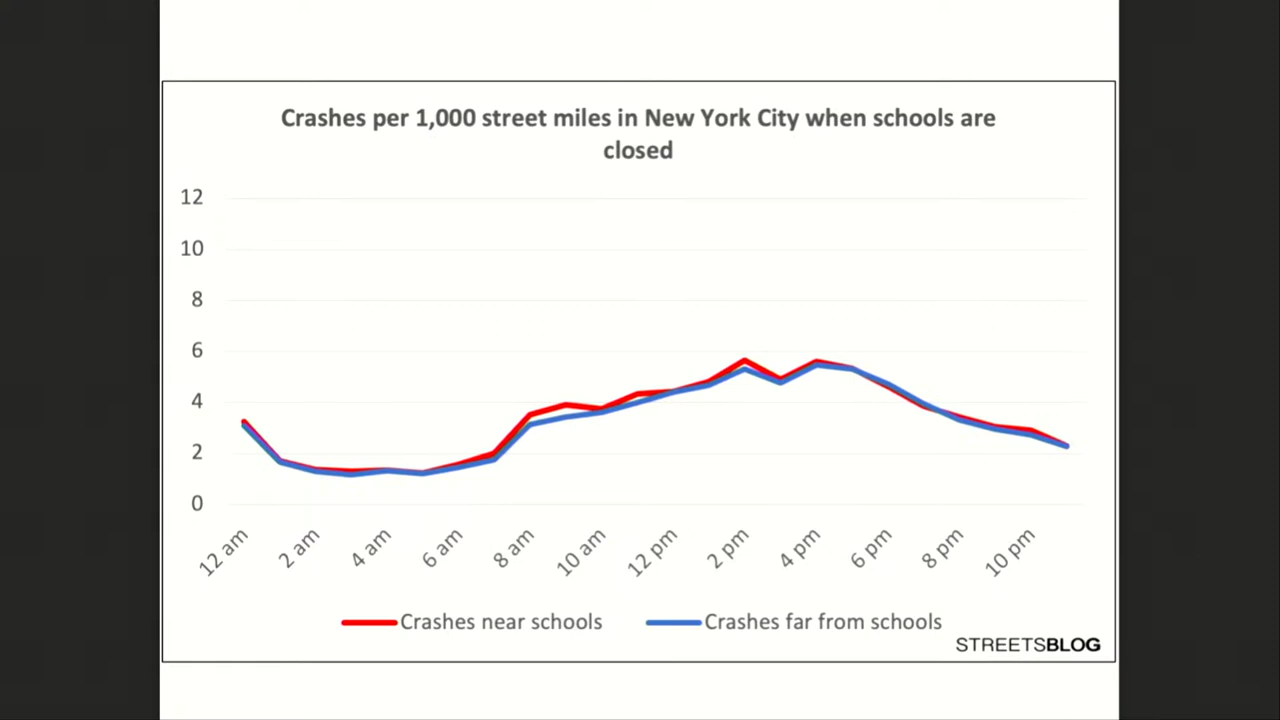 Crashes per 1,000 street miles in New York City when schools are
closed
12
10
8
6
4
2
0
12 am
2 am
4 am
6 am
8 am
10 am
12 pm
2 pm
4 pm
6 pm
8 pm
10 pm
Crashes near schools
Crashes far from schools
STREETSBLOG